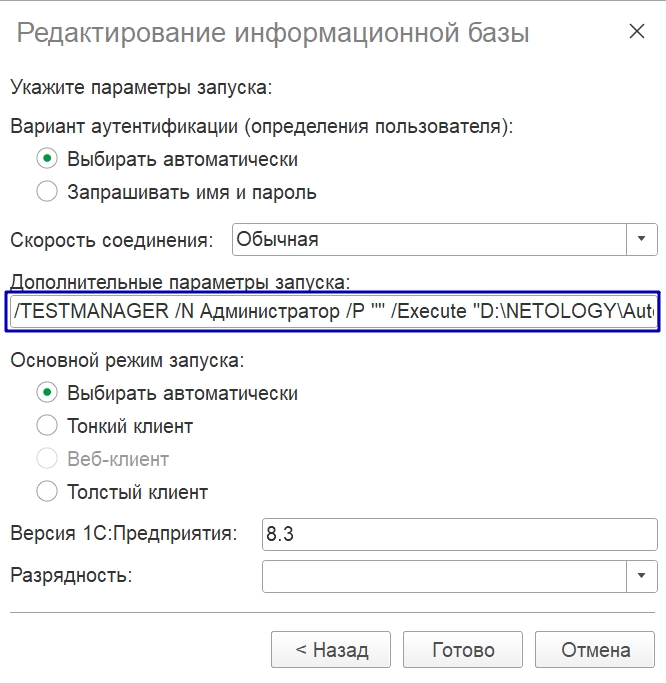 Редактирование информационной базы
Укажите параметры запуска:
Вариант аутентификации (определения пользователя):
Выбирать автоматически
Запрашивать имя и пароль
Скорость соединения: Обычная
Дополнительные параметры запуска:
/TESTMANAGER /N Администратор /P "" /Execute "D:\NETOLOGY\Aut
Основной режим запуска:
Выбирать автоматически
Тонкий клиент
Веб-клиент
Толстый клиент
Версия 1С:Предприятия: 8.3
Разрядность:
< Назад Готово Отмена